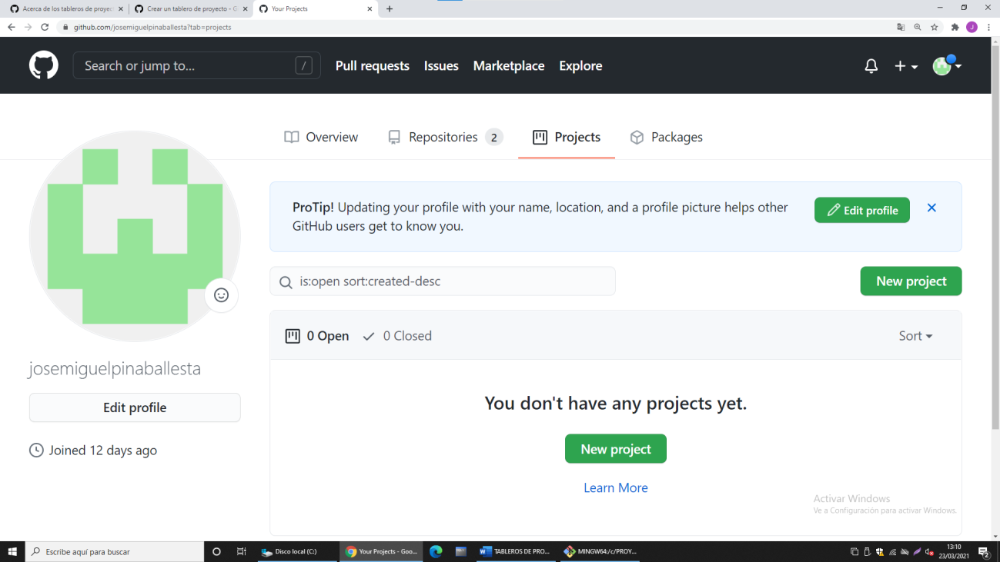 Acerca de los tableros de proyec
Crear un tablero de proyecto - G
Your Projects
github.com/josemiguelpinaballesta?tab=projects
J
Search or jump to...
/
Pull requests
Issues
Marketplace
Explore
Overview
Repositories 2
Projects
Packages
ProTip! Updating your profile with your name, location, and a profile picture helps other
GitHub users get to know you.
Edit profile
is:open sort:created-desc
New project
0 Open
0 Closed
Sort
josemiguelpinaballesta
Edit profile
Joined 12 days ago
You don't have any projects yet.
New project
Learn More
Activar Windows
Ve a Configuración para activar Windows.
Escribe aquí para buscar
Disco local (C:)
Your Projects - Goo...
TABLEROS DE PRO...
MINGW64:/c/PROY...
13:10
23/03/2021
2